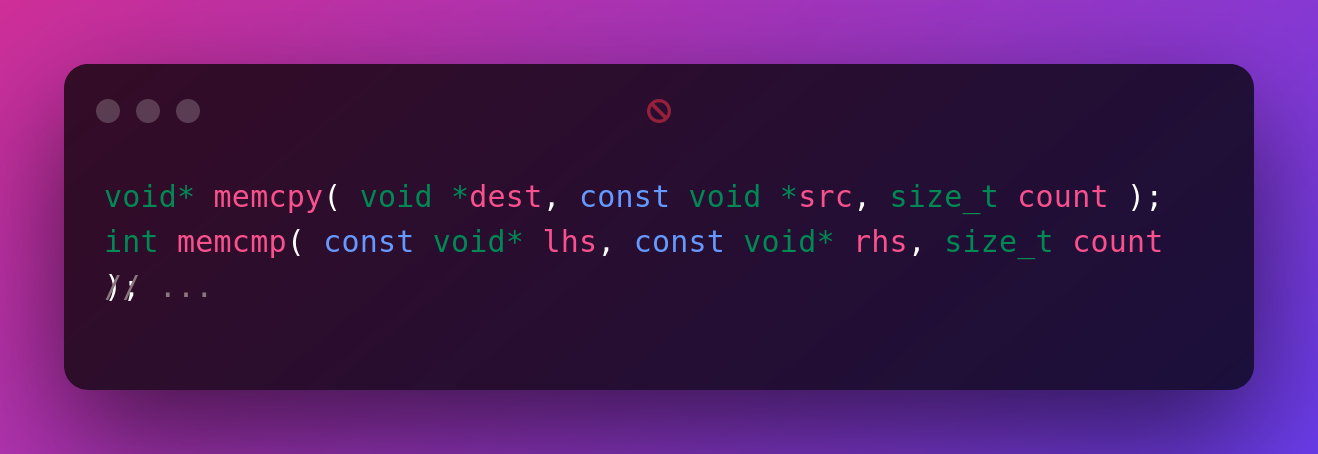 void* memcpy( void *dest, const void *src, size_t count );
int memcmp( const void* lhs, const void* rhs, size_t count
);
// ...